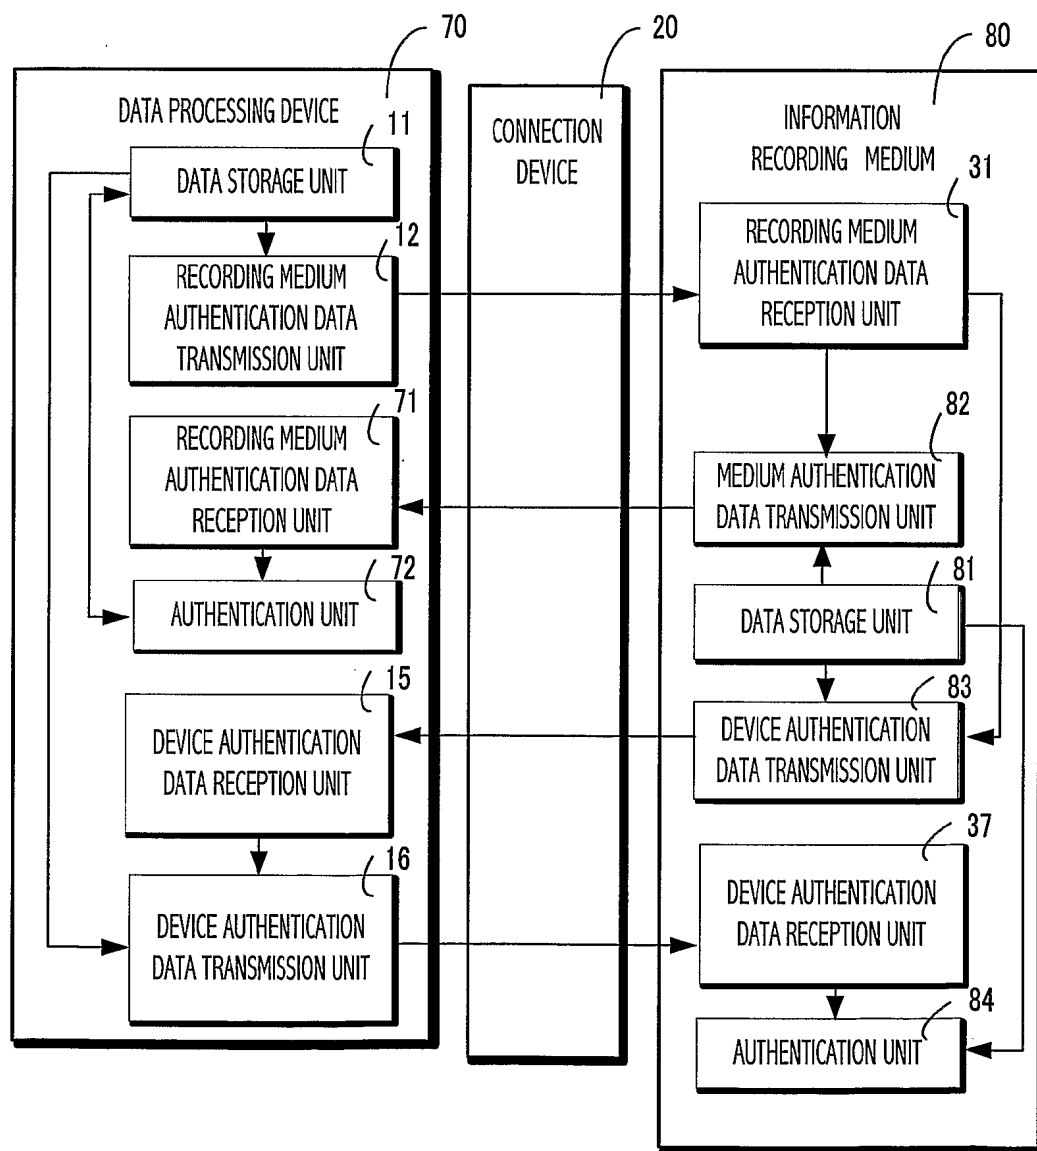 70
DATA PROCESSING DEVICE
11
DATA STORAGE UNIT
12
RECORDING MEDIUM
AUTHENTICATION DATA
TRANSMISSION UNIT
71
RECORDING MEDIUM
AUTHENTICATION DATA
RECEPTION UNIT
72
AUTHENTICATION UNIT
15
DEVICE AUTHENTICATION
DATA RECEPTION UNIT
16
DEVICE AUTHENTICATION
DATA TRANSMISSION UNIT
20
CONNECTION
DEVICE
80
INFORMATION
RECORDING MEDIUM
31
RECORDING MEDIUM
AUTHENTICATION DATA
RECEPTION UNIT
82
MEDIUM AUTHENTICATION
DATA TRANSMISSION UNIT
81
DATA STORAGE UNIT
83
DEVICE AUTHENTICATION
DATA TRANSMISSION UNIT
37
DEVICE AUTHENTICATION
DATA RECEPTION UNIT
84
AUTHENTICATION UNIT